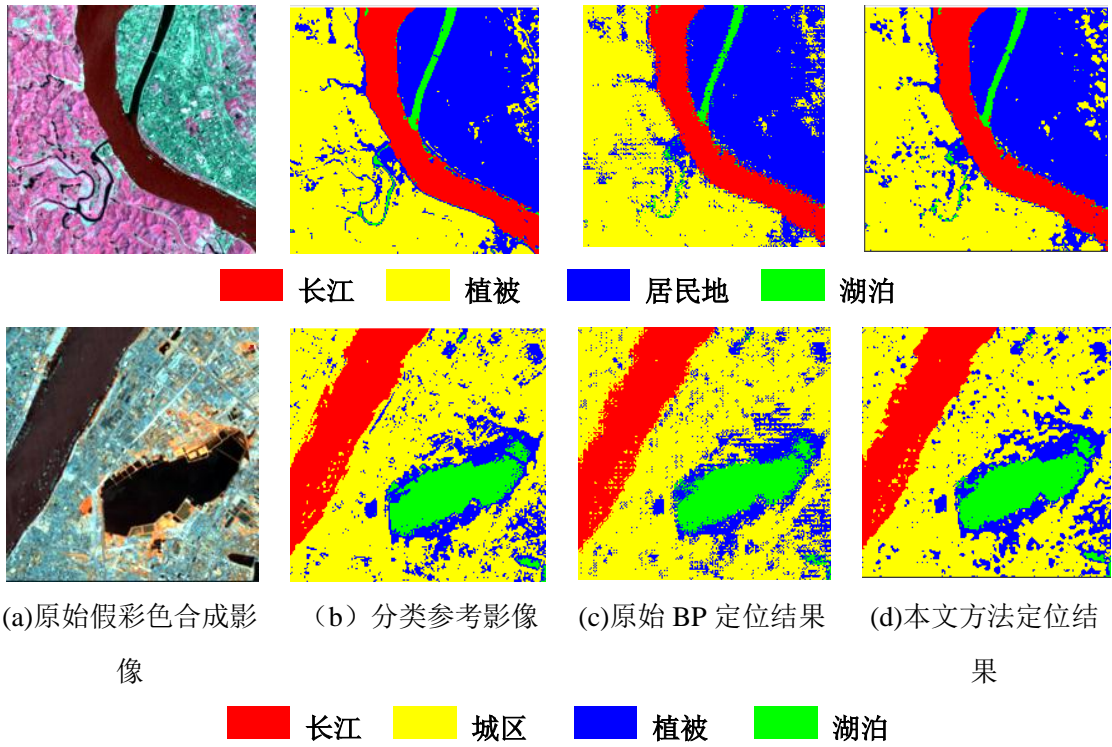 长江 植被 居民地 湖泊
(a)原始假彩色合成影像 （b）分类参考影像 (c)原始 BP 定位结果 (d)本文方法定位结果
长江 城区 植被 湖泊